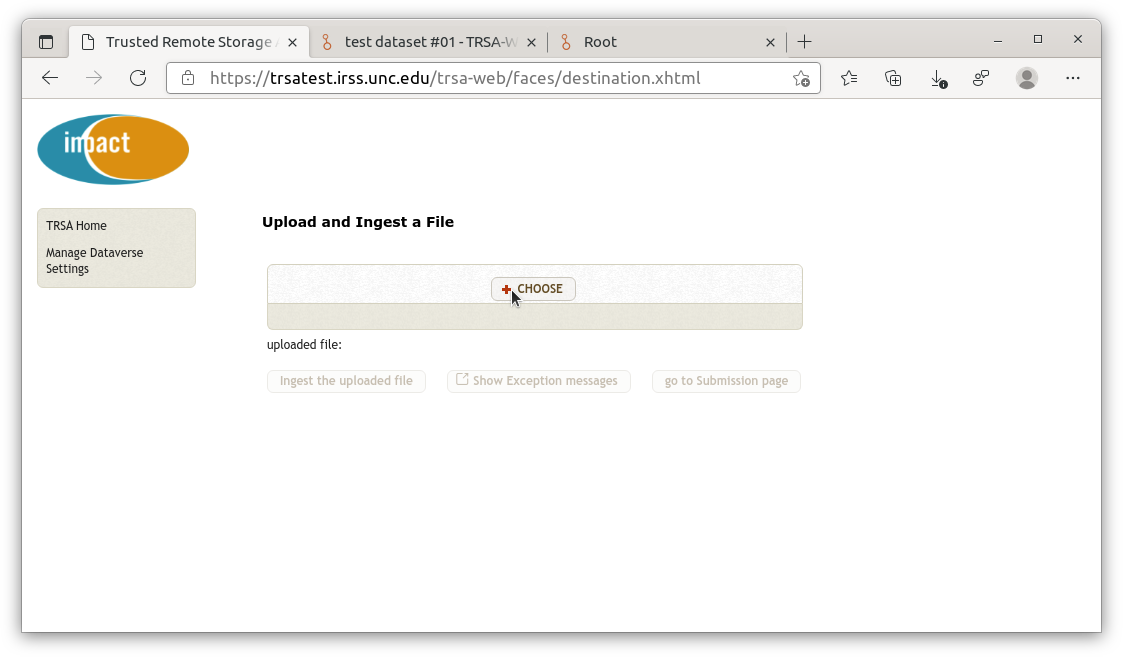 Trusted Remote Storage
test dataset #01 - TRSA-W
Root
https://trsatest.irss.unc.edu/trsa-web/faces/destination.xhtml
impact
TRSA Home
Manage Dataverse
Settings
Upload and Ingest a File
CHOOSE
uploaded file:
Ingest the uploaded file
Show Exception messages
go to Submission page